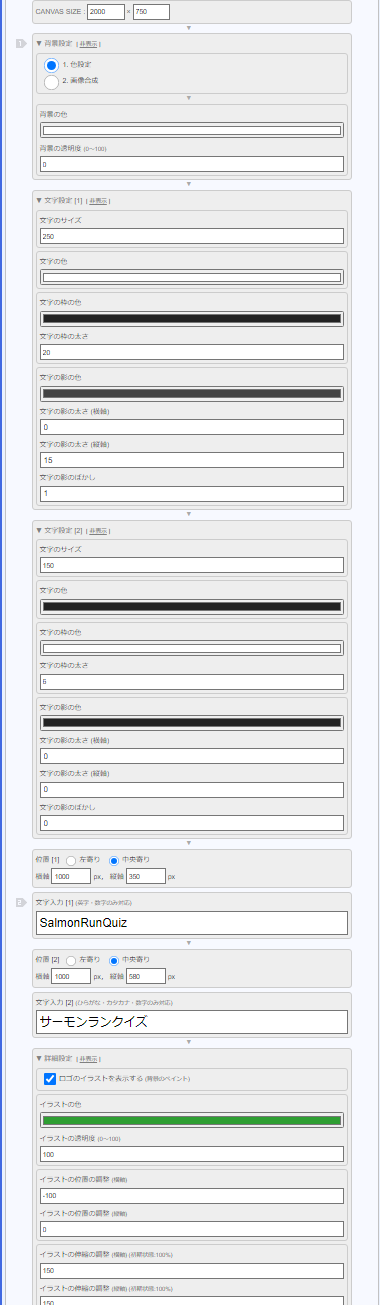 CANVAS SIZE : 2000 × 750
▼
1
▼ 背景設定 [ 非表示 ]
1. 色設定
2. 画像合成
▼
背景の色
背景の透明度 (0〜100)
0
▼
▼ 文字設定 [1] [ 非表示 ]
文字のサイズ
250
文字の色
文字の枠の色
文字の枠の太さ
20
文字の影の色
文字の影の太さ (横軸)
0
文字の影の太さ (縦軸)
15
文字の影のぼかし
1
▼
▼ 文字設定 [2] [ 非表示 ]
文字のサイズ
150
文字の色
文字の枠の色
文字の枠の太さ
6
文字の影の色
文字の影の太さ (横軸)
0
文字の影の太さ (縦軸)
0
文字の影のぼかし
0
▼
位置 [1] 左寄り 中央寄り
横軸 1000 px, 縦軸 350 px
2
文字入力 [1] (英字・数字のみ対応)
SalmonRunQuiz
▼
位置 [2] 左寄り 中央寄り
横軸 1000 px, 縦軸 580 px
文字入力 [2] (ひらがな・カタカナ・数字のみ対応)
サーモンランクイズ
▼
▼ 詳細設定 [ 非表示 ]
ロゴのイラストを表示する (背景のペイント)
イラストの色
イラストの透明度 (0〜100)
100
イラストの位置の調整 (横軸)
-100
イラストの位置の調整 (縦軸)
0
イラストの伸縮の調整 (横軸) (初期状態:100%)
150
イラストの伸縮の調整 (縦軸) (初期状態:100%)
150